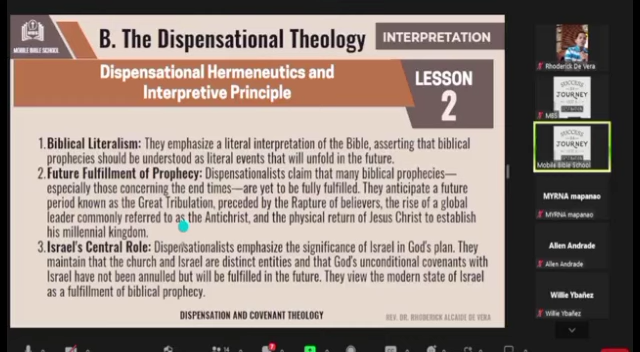 MOBILE BIBLE SCHOOL
B. The Dispensational Theology
INTERPRETATION
Dispensational Hermeneutics and
Interpretive Principle
LESSON
2
1. Biblical Literalism: They emphasize a literal interpretation of the Bible, asserting that biblical
prophecies should be understood as literal events that will unfold in the future.
2. Future Fulfillment of Prophecy: Dispensationalists claim that many biblical prophecies—
especially those concerning the end times—are yet to be fully fulfilled. They anticipate a future
period known as the Great Tribulation, preceded by the Rapture of believers, the rise of a global
leader commonly referred to as the Antichrist, and the physical return of Jesus Christ to establish
his millennial kingdom.
3. Israel's Central Role: Dispensationalists emphasize the significance of Israel in God's plan. They
maintain that the church and Israel are distinct entities and that God's unconditional covenants with
Israel have not been annulled but will be fulfilled in the future. They view the modern state of Israel
as a fulfillment of biblical prophecy.
DISPENSATION AND COVENANT THEOLOGY
REV. DR. RHODERICK ALCAIDE DE VERA
Rhoderick De Vera
JOURNEY
MBS
JOURNEY
Mobile Bible School
MYRNA mapanao
MYRNA mapanao
Allen Andrade
Allen Andrade
Willie Ybañez
Willie Ybañez
14